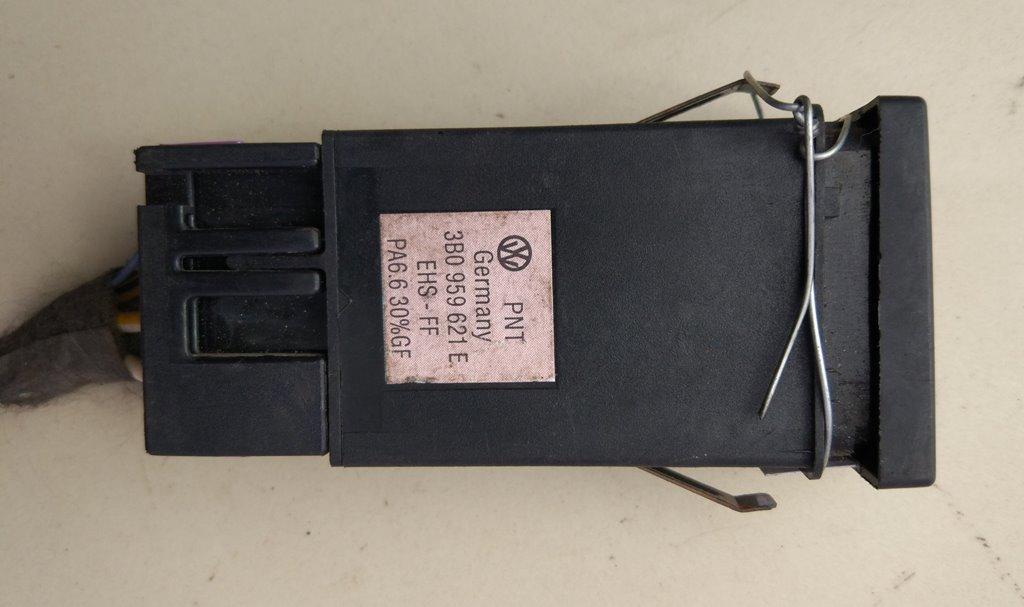 PNT
Germany
3B0 959 621 E.
EHS - FF
PA6.6 30%GF